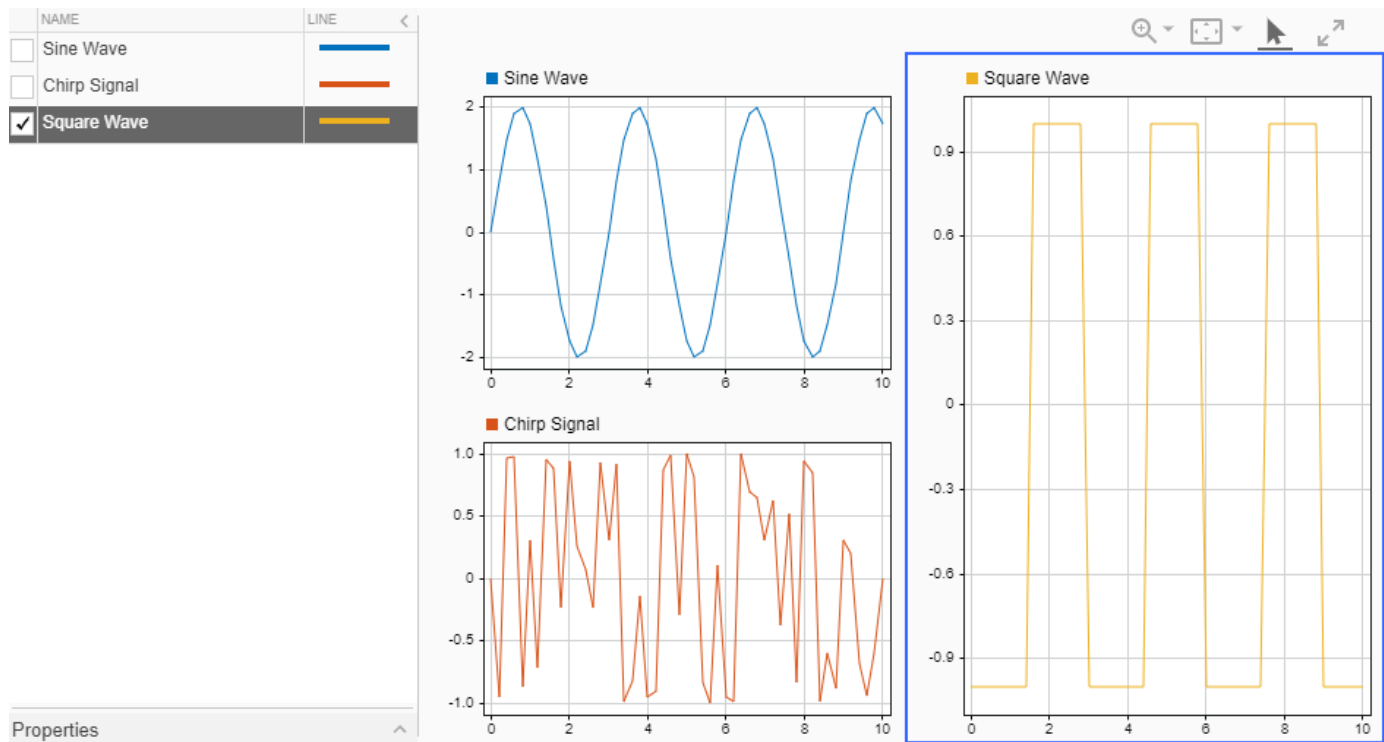 NAME LINE
Sine Wave
Chirp Signal
Square Wave
Properties
Sine Wave
2
1
0
-1
-2
0 2 4 6 8 10
Chirp Signal
1.0
0.5
0
-0.5
-1.0
0 2 4 6 8 10
Square Wave
0.9
0.6
0.3
0
-0.3
-0.6
-0.9
0 2 4 6 8 10